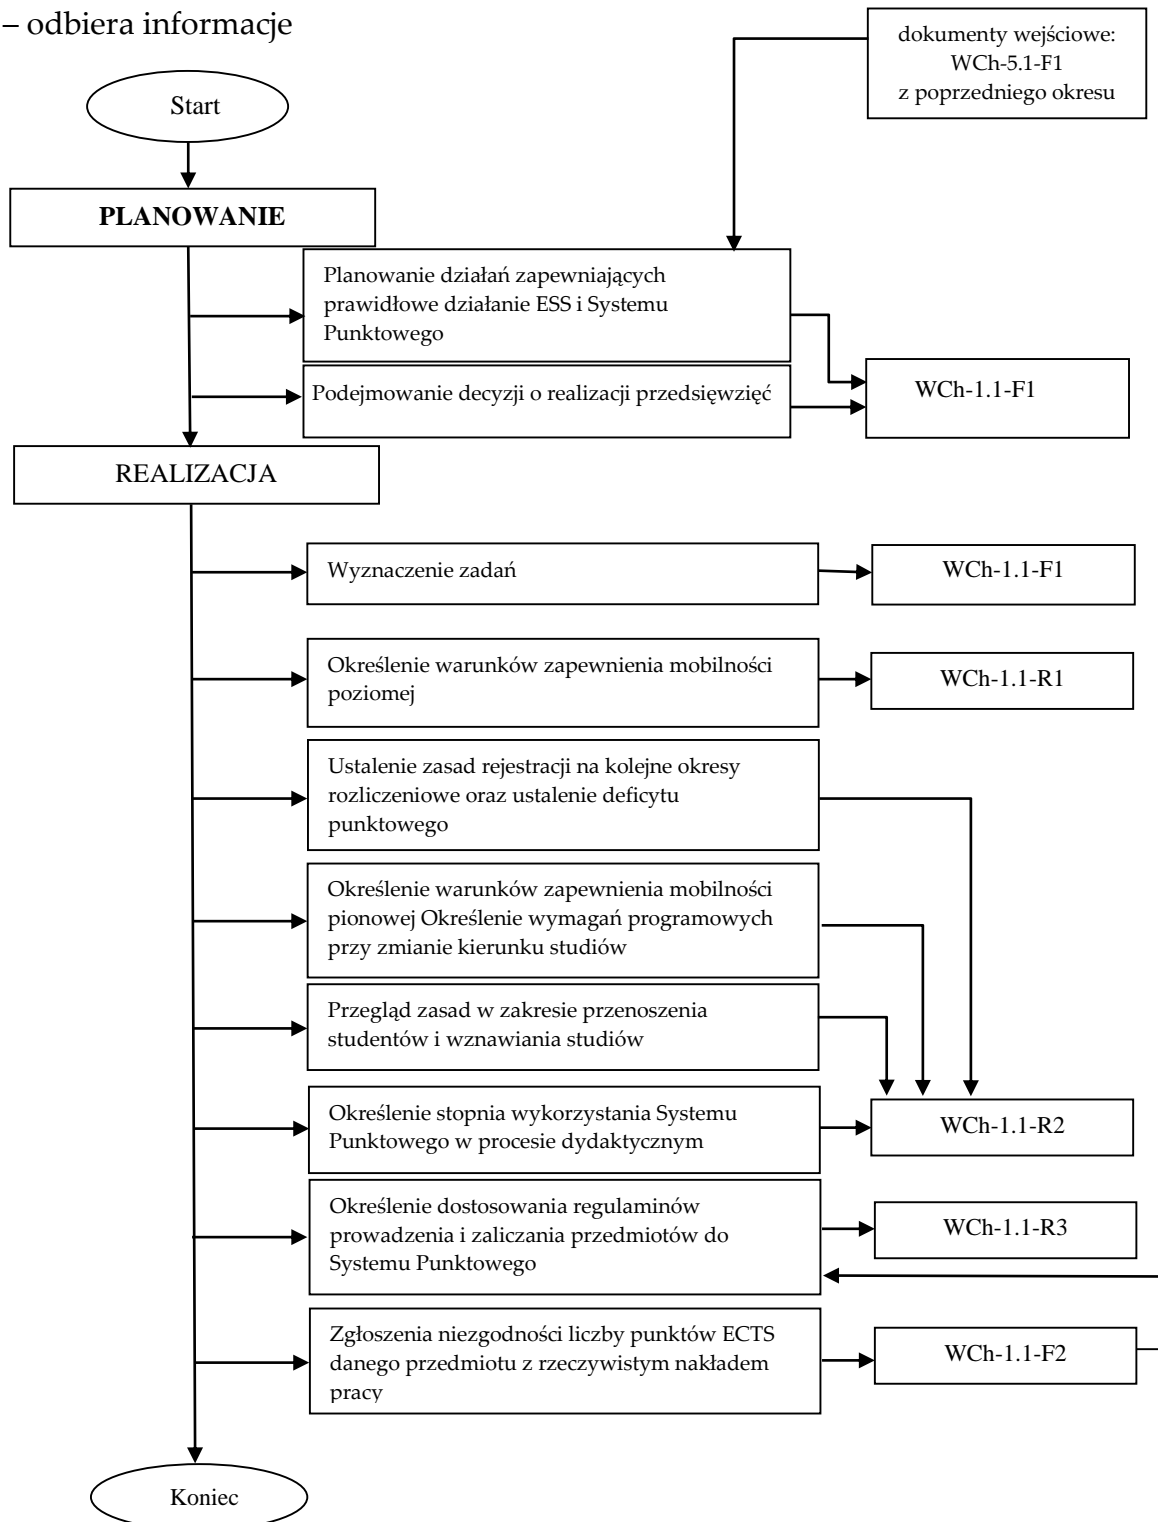 – odbiera informacje
dokumenty wejściowe:
WCh-5.1-F1
z poprzedniego okresu
Start
PLANOWANIE
Planowanie działań zapewniających
prawidłowe działanie ESS i Systemu
Punktowego
Podejmowanie decyzji o realizacji przedsięwzięć
WCh-1.1-F1
REALIZACJA
Wyznaczenie zadań
WCh-1.1-F1
Określenie warunków zapewnienia mobilności
poziomej
WCh-1.1-R1
Ustalenie zasad rejestracji na kolejne okresy
rozliczeniowe oraz ustalenie deficytu
punktowego
Określenie warunków zapewnienia mobilności
pionowej Określenie wymagań programowych
przy zmianie kierunku studiów
Przegląd zasad w zakresie przenoszenia
studentów i wznawiania studiów
Określenie stopnia wykorzystania Systemu
Punktowego w procesie dydaktycznym
WCh-1.1-R2
Określenie dostosowania regulaminów
prowadzenia i zaliczania przedmiotów do
Systemu Punktowego
WCh-1.1-R3
Zgłoszenia niezgodności liczby punktów ECTS
danego przedmiotu z rzeczywistym nakładem
pracy
WCh-1.1-F2
Koniec